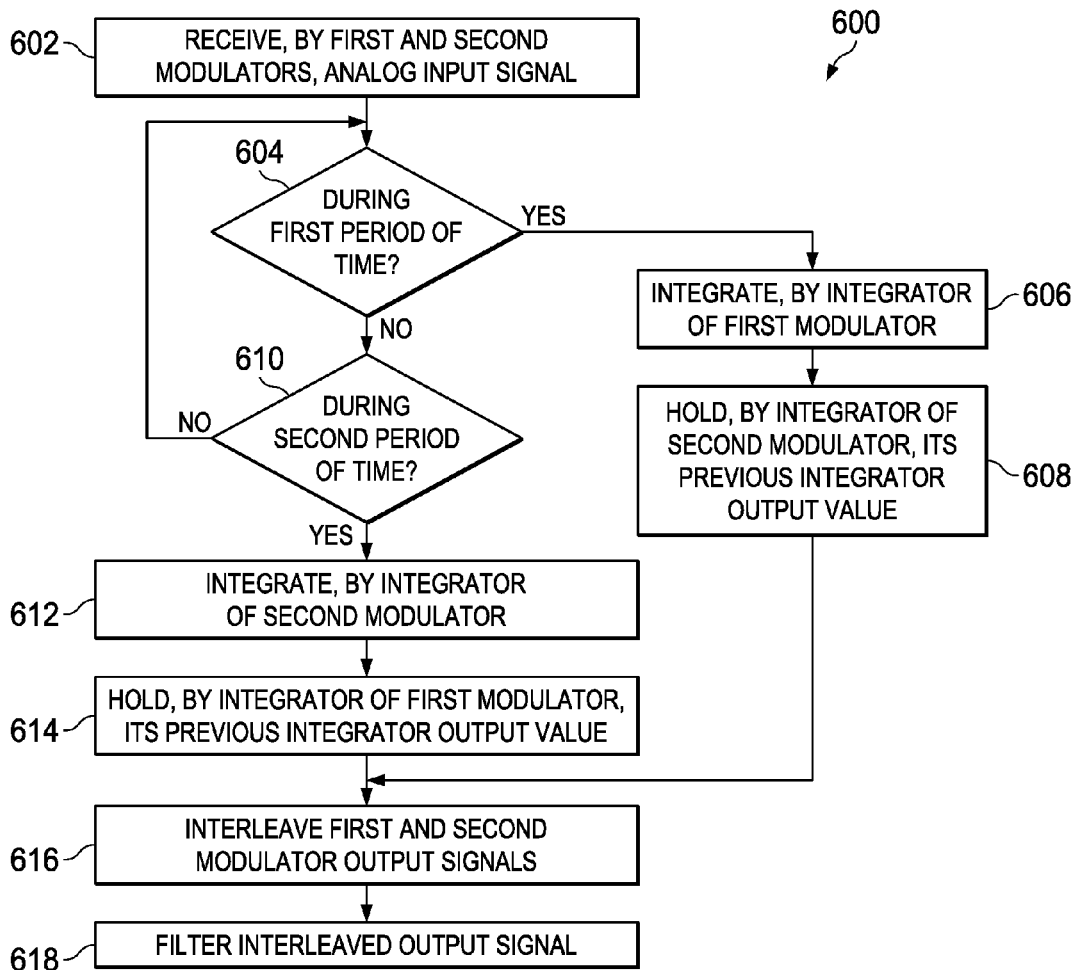 600
602
RECEIVE, BY FIRST AND SECOND
MODULATORS, ANALOG INPUT SIGNAL
604
DURING
FIRST PERIOD OF
TIME?
YES
NO
606
INTEGRATE, BY INTEGRATOR
OF FIRST MODULATOR
608
HOLD, BY INTEGRATOR OF
SECOND MODULATOR, ITS
PREVIOUS INTEGRATOR
OUTPUT VALUE
610
DURING
SECOND PERIOD
OF TIME?
NO
YES
612
INTEGRATE, BY INTEGRATOR
OF SECOND MODULATOR
614
HOLD, BY INTEGRATOR OF FIRST MODULATOR,
ITS PREVIOUS INTEGRATOR OUTPUT VALUE
616
INTERLEAVE FIRST AND SECOND
MODULATOR OUTPUT SIGNALS
618
FILTER INTERLEAVED OUTPUT SIGNAL